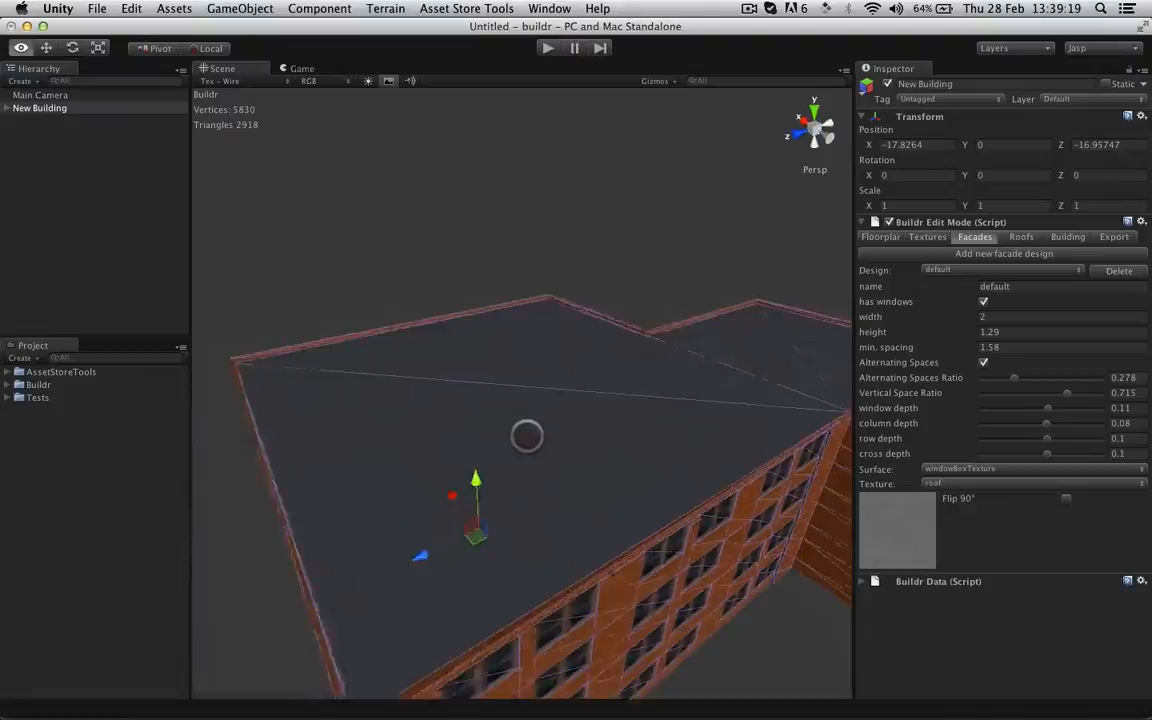 Unity File Edit Assets GameObject Component Terrain Asset Store Tools Window Help 6 64% Thu 28 Feb 13:39:19
Untitled - buildr - PC and Mac Standalone
Pivot Local Layers Jasp
Hierarchy
Create All
Main Camera
New Building
Project
Create All
AssetStoreTools
Buildr
Tests
Scene Game
Tex - Wire RGB Gizmos All
Buildr
Vertices: 5830
Triangles 2918
y
x
z
Persp
Inspector
New Building Static
Tag Untagged Layer Default
Transform
Position
X -17.8264 Y 0 Z -16.95747
Rotation
X 0 Y 0 Z 0
Scale
X 1 Y 1 Z 1
Buildr Edit Mode (Script)
Floorplar Textures Facades Roofs Building Export
Add new facade design
Design: default Delete
name default
has windows
width 2
height 1.29
min. spacing 1.58
Alternating Spaces
Alternating Spaces Ratio 0.278
Vertical Space Ratio 0.715
window depth 0.11
column depth 0.08
row depth 0.1
cross depth 0.1
Surface: windowBoxTexture
Texture: roof
Flip 90°
Buildr Data (Script)